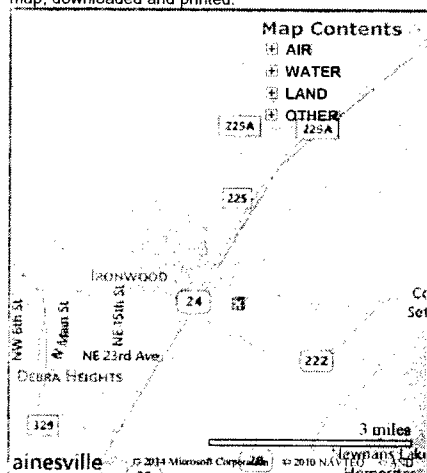 map, downloaded and printed.
Map Contents
AIR
WATER
LAND
OTHER
225A
225A
225
IRONWOOD
24
NW 6th St
N Main St
NE 15th St
NE 23rd Ave
222
DEBRA HEIGHTS
329
3 miles
ainesville
© 2014 Microsoft Corporation © 2010 NAVTEQ © AND